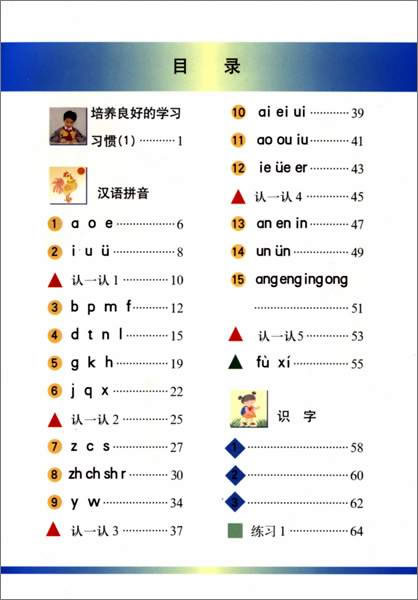 目 录
培养良好的学习
习惯(1) ··········· 1
汉语拼音
1 a o e ················ 6
2 i u ü ················ 8
认一认 1 ············· 10
3 b p m f ··········· 12
4 d t n l ············· 15
5 g k h ··············· 19
6 j q x ················ 22
认一认 2 ············· 25
7 z c s ················ 27
8 zh ch sh r ········ 30
9 y w ·················· 34
认一认 3 ············· 37
10 ai ei ui ············ 39
11 ao ou iu ·········· 41
12 ie üe er ············ 43
认一认 4 ············· 45
13 an en in ············ 47
14 un ün ··············· 49
15 ang eng ing ong
························· 51
认一认 5 ············· 53
fù xí ················ 55
识 字
1 ························ 58
2 ························ 60
3 ························ 62
练习 1 ················ 64